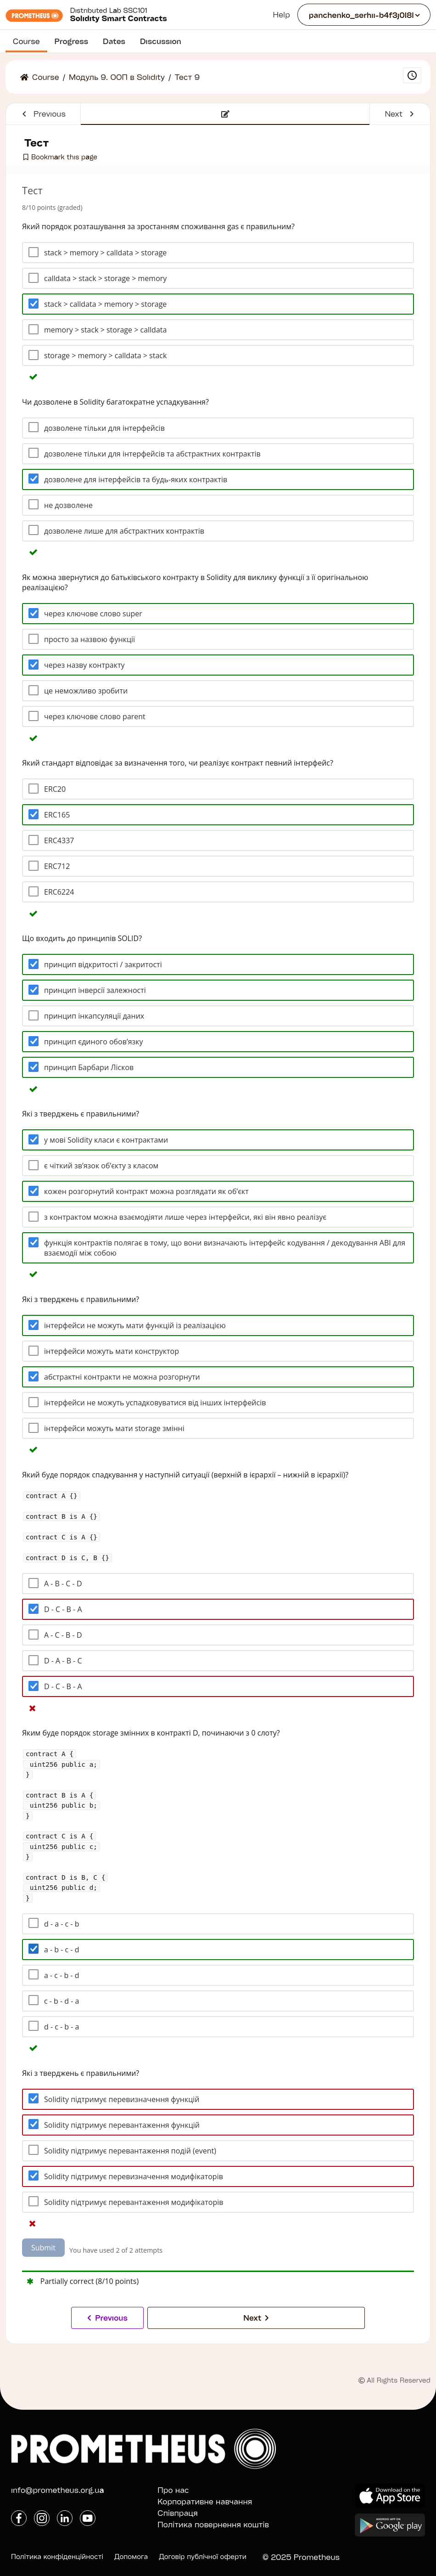 PROMETHEUS
Distributed Lab SSC101
Solidity Smart Contracts
Help
panchenko_serhii-b4f3j0l8l
Course Progress Dates Discussion
Course / Модуль 9. ООП в Solidity / Тест 9
Previous
Next
Тест
Bookmark this page
Тест
8/10 points (graded)
Який порядок розташування за зростанням споживання gas є правильним?
stack > memory > calldata > storage
calldata > stack > storage > memory
stack > calldata > memory > storage
memory > stack > storage > calldata
storage > memory > calldata > stack
Чи дозволене в Solidity багатократне успадкування?
дозволене тільки для інтерфейсів
дозволене тільки для інтерфейсів та абстрактних контрактів
дозволене для інтерфейсів та будь-яких контрактів
не дозволене
дозволене лише для абстрактних контрактів
Як можна звернутися до батьківського контракту в Solidity для виклику функції з її оригінальною
реалізацією?
через ключове слово super
просто за назвою функції
через назву контракту
це неможливо зробити
через ключове слово parent
Який стандарт відповідає за визначення того, чи реалізує контракт певний інтерфейс?
ERC20
ERC165
ERC4337
ERC712
ERC6224
Що входить до принципів SOLID?
принцип відкритості / закритості
принцип інверсії залежності
принцип інкапсуляції даних
принцип єдиного обов'язку
принцип Барбари Лісков
Які з тверджень є правильними?
у мові Solidity класи є контрактами
є чіткий зв'язок об'єкту з класом
кожен розгорнутий контракт можна розглядати як об'єкт
з контрактом можна взаємодіяти лише через інтерфейси, які він явно реалізує
функція контрактів полягає в тому, що вони визначають інтерфейс кодування / декодування ABI для
взаємодії між собою
Які з тверджень є правильними?
інтерфейси не можуть мати функцій із реалізацією
інтерфейси можуть мати конструктор
абстрактні контракти не можна розгорнути
інтерфейси не можуть успадковуватися від інших інтерфейсів
інтерфейси можуть мати storage змінні
Який буде порядок спадкування у наступній ситуації (верхній в ієрархії – нижній в ієрархії)?
contract A {}
contract B is A {}
contract C is A {}
contract D is C, B {}
A - B - C - D
D - C - B - A
A - C - B - D
D - A - B - C
D - C - B - A
Яким буде порядок storage змінних в контракті D, починаючи з 0 слоту?
contract A {
uint256 public a;
}
contract B is A {
uint256 public b;
}
contract C is A {
uint256 public c;
}
contract D is B, C {
uint256 public d;
}
d - a - c - b
a - b - c - d
a - c - b - d
c - b - d - a
d - c - b - a
Які з тверджень є правильними?
Solidity підтримує перевизначення функцій
Solidity підтримує перевантаження функцій
Solidity підтримує перевантаження подій (event)
Solidity підтримує перевизначення модифікаторів
Solidity підтримує перевантаження модифікаторів
Submit
You have used 2 of 2 attempts
Partially correct (8/10 points)
Previous
Next
© All Rights Reserved
PROMETHEUS
info@prometheus.org.ua
Про нас
Корпоративне навчання
Співпраця
Політика повернення коштів
Download on the
App Store
ANDROID APP ON
Google play
Політика конфіденційності Допомога Договір публічної оферти © 2025 Prometheus